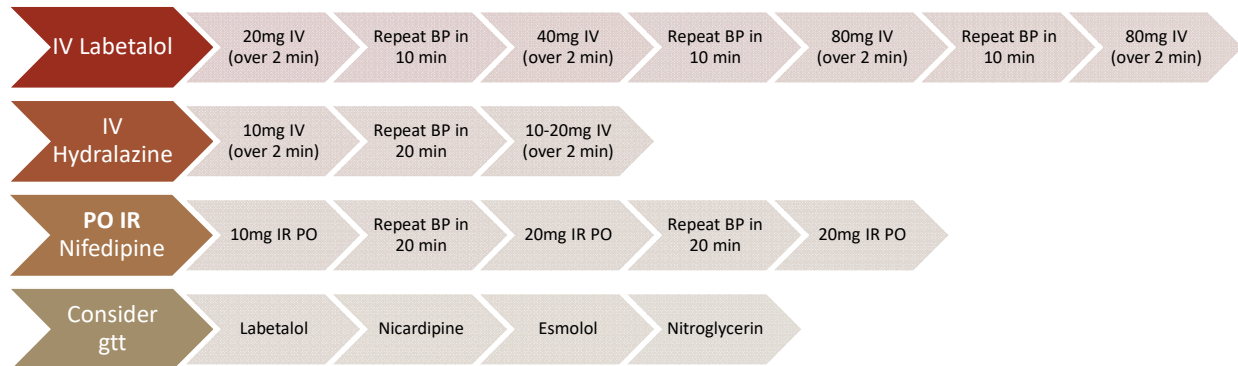 IV Labetalol
20mg IV
(over 2 min)
Repeat BP in
10 min
40mg IV
(over 2 min)
Repeat BP in
10 min
80mg IV
(over 2 min)
Repeat BP in
10 min
80mg IV
(over 2 min)
IV
Hydralazine
10mg IV
(over 2 min)
Repeat BP in
20 min
10-20mg IV
(over 2 min)
PO IR
Nifedipine
10mg IR PO
Repeat BP in
20 min
20mg IR PO
Repeat BP in
20 min
20mg IR PO
Consider
gtt
Labetalol
Nicardipine
Esmolol
Nitroglycerin